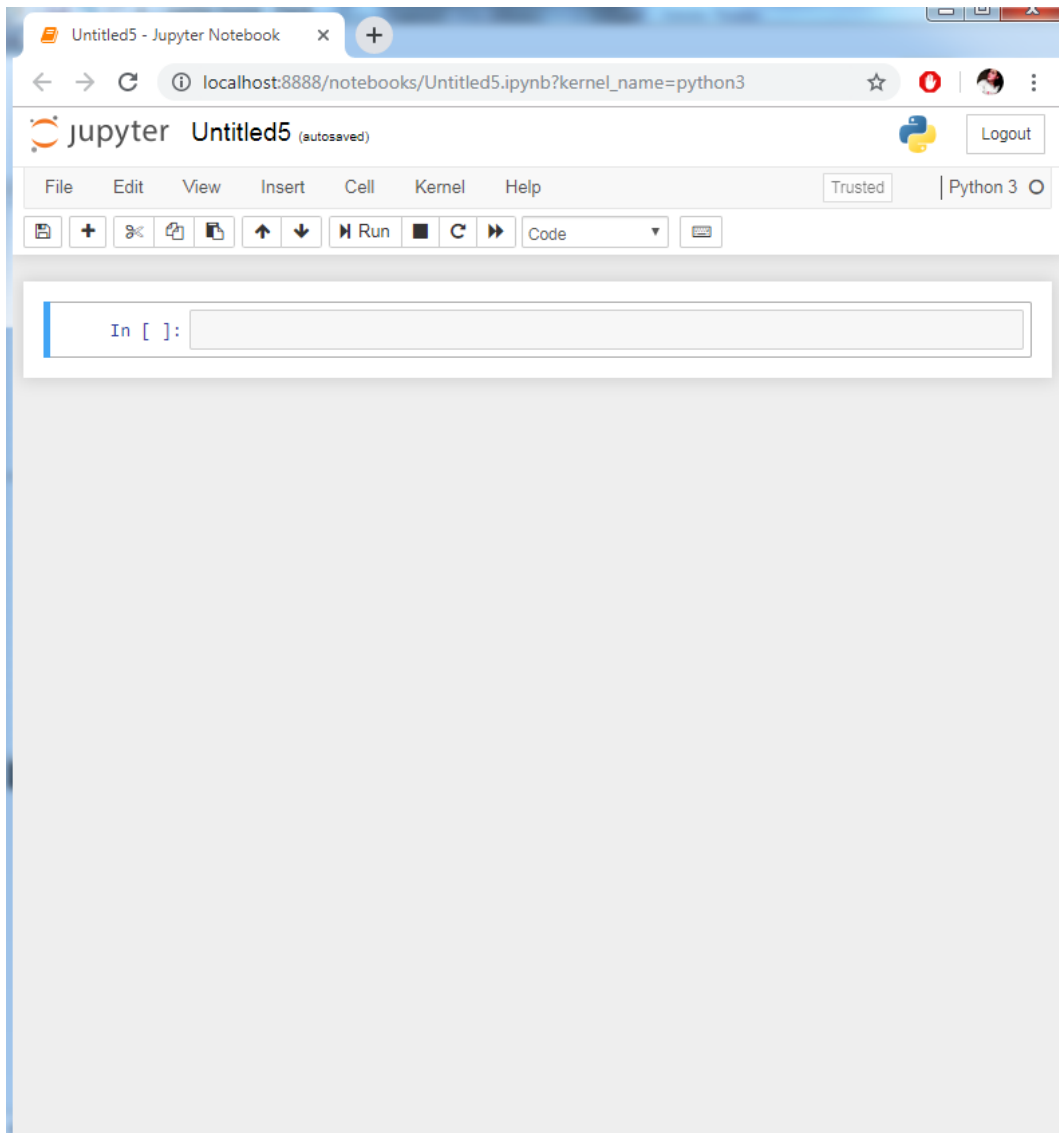 Untitled5 - Jupyter Notebook
localhost:8888/notebooks/Untitled5.ipynb?kernel_name=python3
jupyter Untitled5 (autosaved) Logout
File Edit View Insert Cell Kernel Help Trusted Python 3
Run Code
In [ ]: